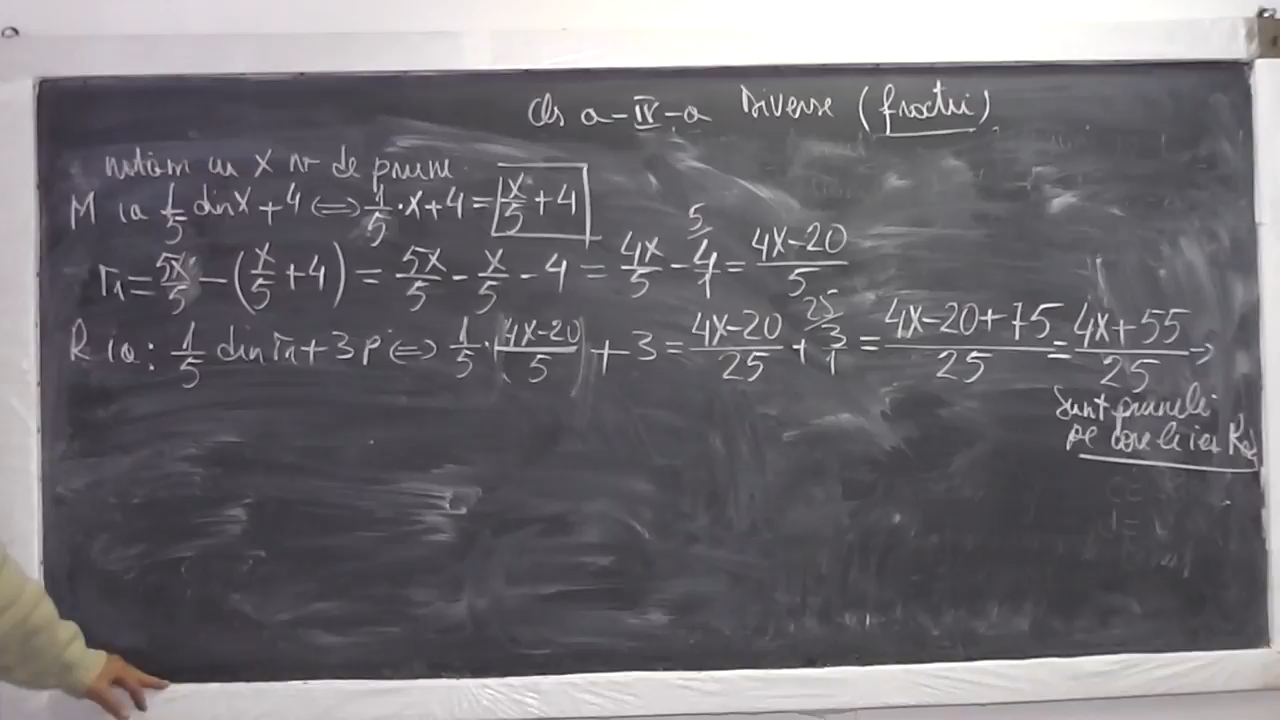 cls a-IV-a Diverse (fracții)
notăm cu X nr de prune
M ia 1/5 din X + 4 ⇔ 1/5 · X + 4 = X/5 + 4
r₁ = 5X/5 − (X/5 + 4) = 5X/5 − X/5 − 4 = 4X/5 − 5/ 4/1 = 4X−20/5
R ia: 1/5 din r₁ + 3 p ⇔ 1/5 · (4X−20/5) + 3 = 4X−20/25 + 25/ 3/1 = 4X−20+75/25 = 4X+55/25 →
Sunt prunele
pe care le ia R